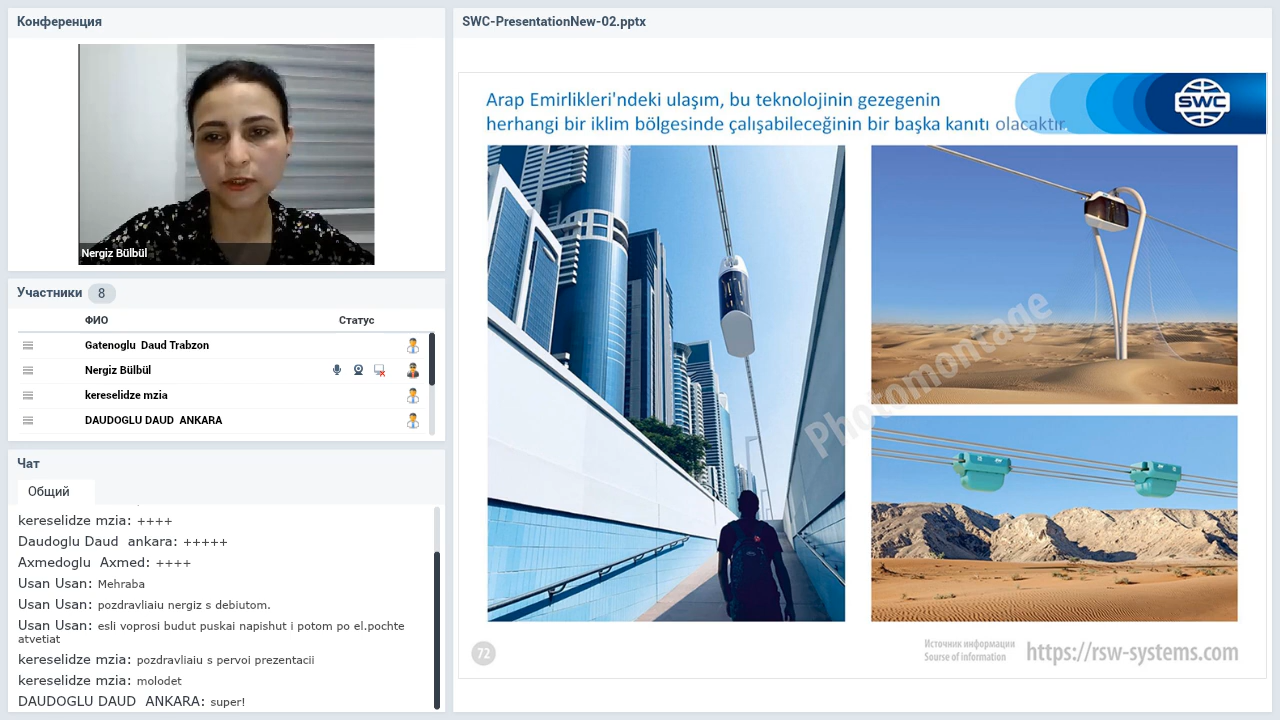 Конференция
Nergiz Bülbül
Участники 8
ФИО Статус
Gatenoglu Daud Trabzon
Nergiz Bülbül
kereselidze mzia
DAUDOGLU DAUD ANKARA
Чат
Общий
kereselidze mzia: ++++
Daudoglu Daud ankara: +++++
Axmedoglu Axmed: ++++
Usan Usan: Mehraba
Usan Usan: pozdravliaiu nergiz s debiutom.
Usan Usan: esli voprosi budut puskai napishut i potom po el.pochte
atvetiat
kereselidze mzia: pozdravliaiu s pervoi prezentacii
kereselidze mzia: molodet
DAUDOGLU DAUD ANKARA: super!
SWC-PresentationNew-02.pptx
Arap Emirlikleri'ndeki ulaşım, bu teknolojinin gezegenin
herhangi bir iklim bölgesinde çalışabileceğinin bir başka kanıtı olacaktır.
SWC
Photomontage
72
Источник информации
Sourse of information
https://rsw-systems.com